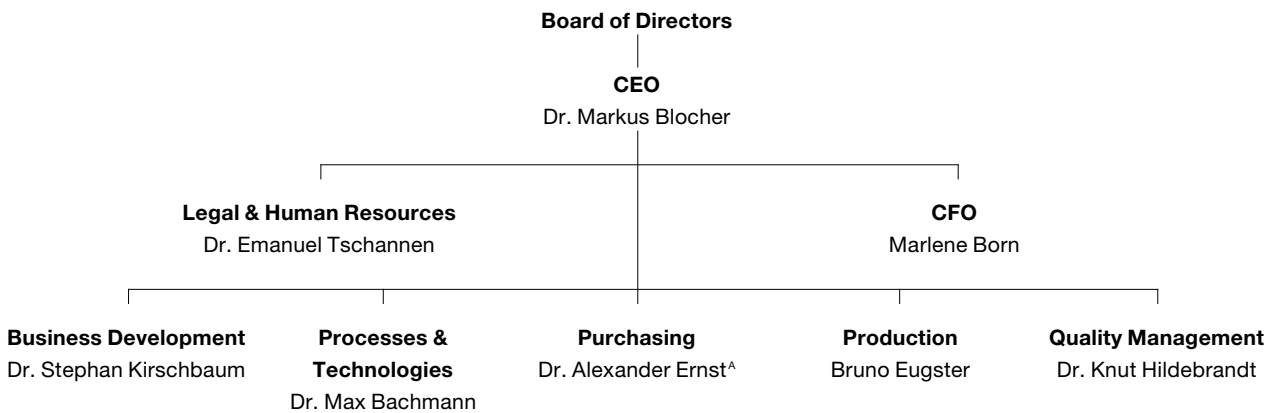 Board of Directors
CEO
Dr. Markus Blocher
Legal & Human Resources
Dr. Emanuel Tschannen
CFO
Marlene Born
Business Development
Dr. Stephan Kirschbaum
Processes &
Technologies
Dr. Max Bachmann
Purchasing
Dr. Alexander Ernstᴬ
Production
Bruno Eugster
Quality Management
Dr. Knut Hildebrandt